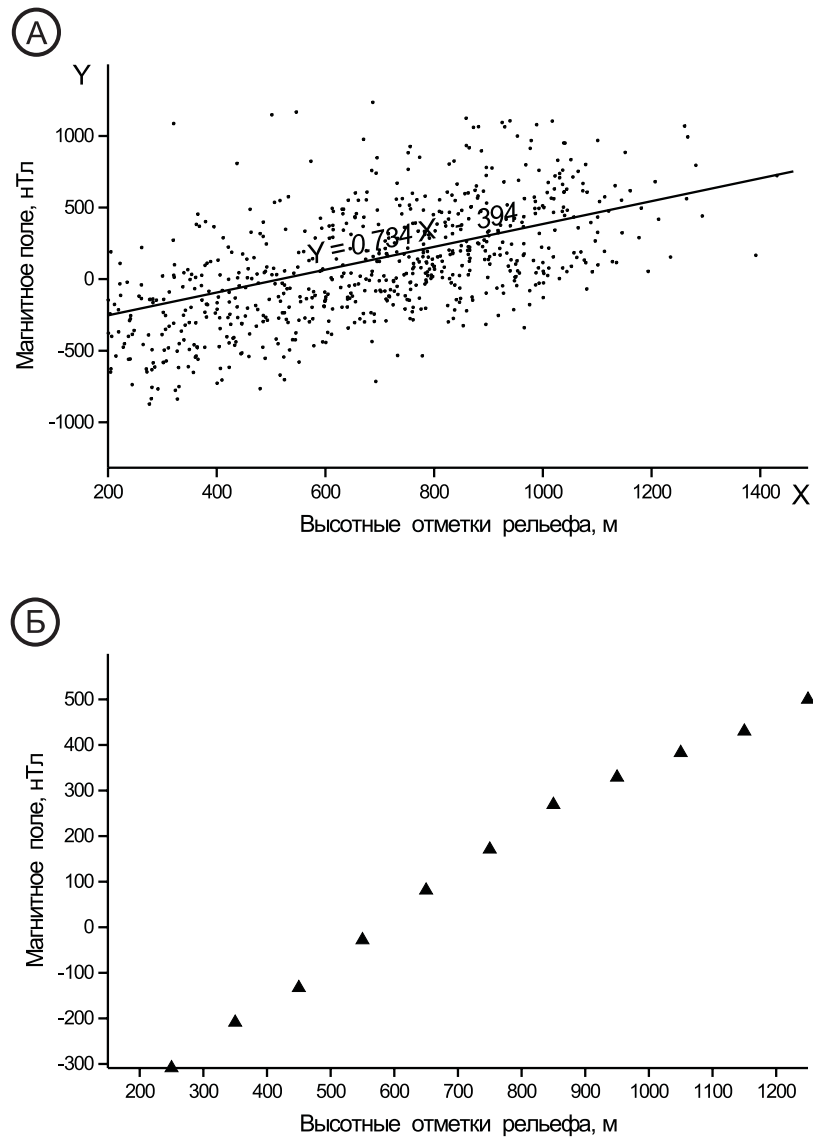 А
Y
1000
500
0
-500
-1000
Магнитное поле, нТл
Y = 0.734 X 394
200 400 600 800 1000 1200 1400 X
Высотные отметки рельефа, м
Б
500
400
300
200
100
0
-100
-200
-300
Магнитное поле, нТл
200 300 400 500 600 700 800 900 1000 1100 1200
Высотные отметки рельефа, м